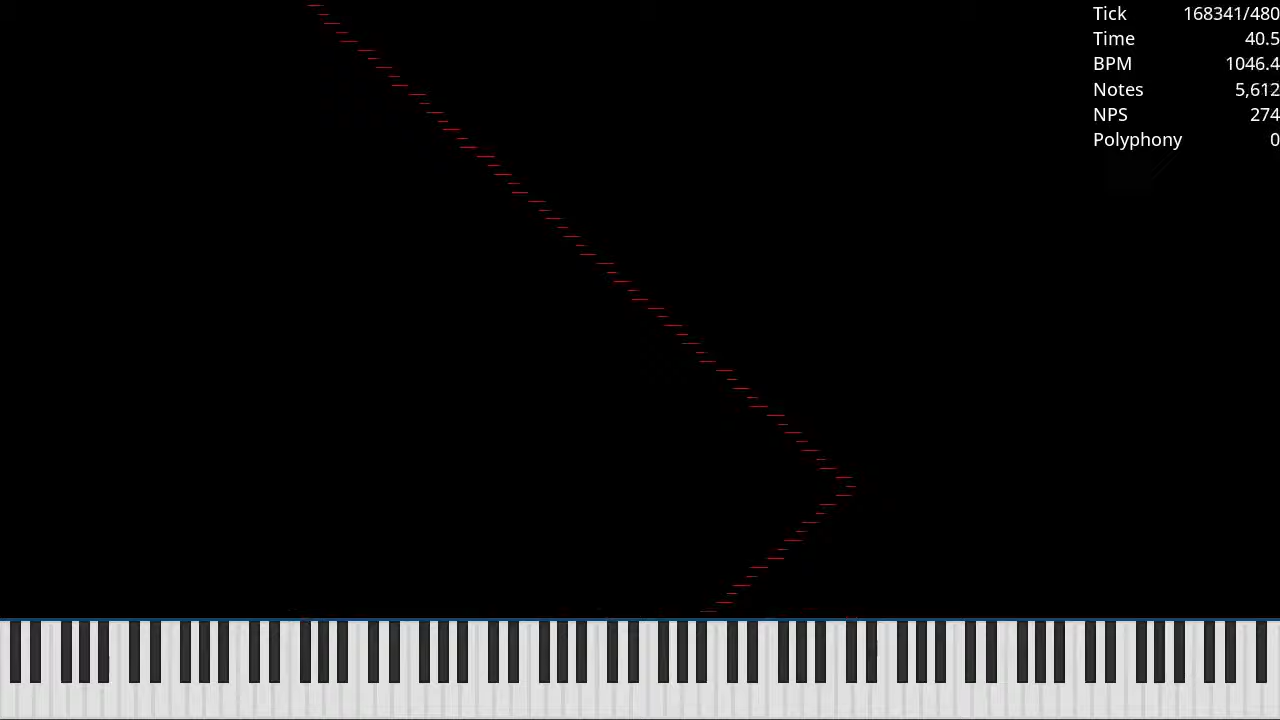 Tick 168341/480
Time 40.5
BPM 1046.4
Notes 5,612
NPS 274
Polyphony 0